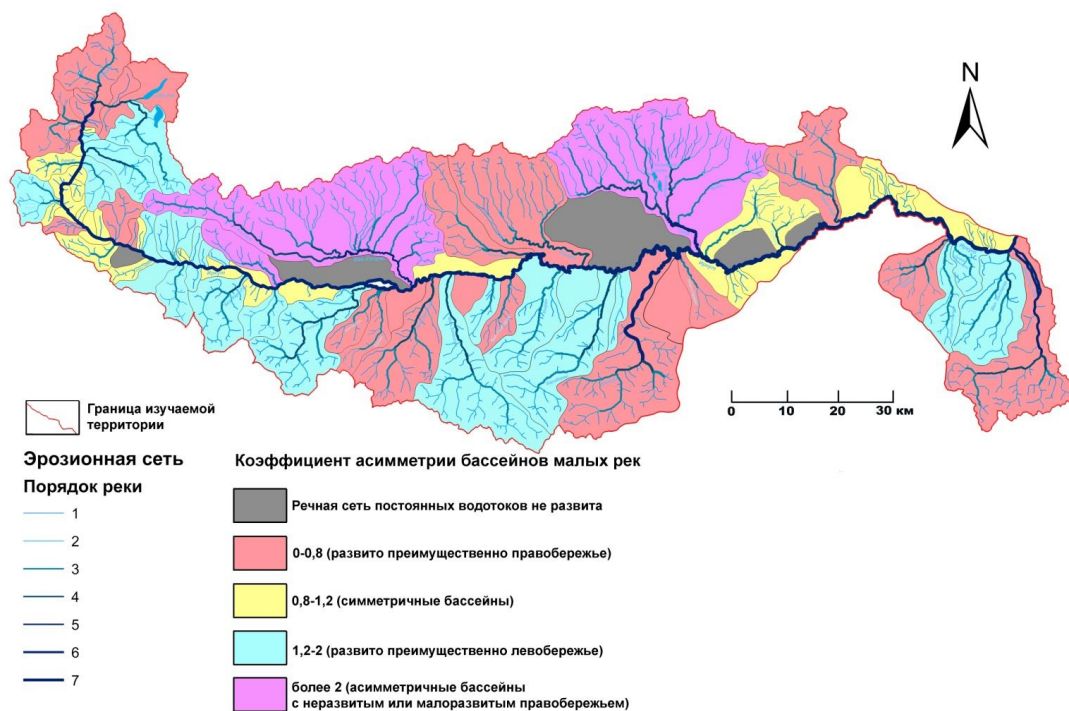 N
0 10 20 30 км
Граница изучаемой
территории
Эрозионная сеть
Порядок реки
1
2
3
4
5
6
7
Коэффициент асимметрии бассейнов малых рек
Речная сеть постоянных водотоков не развита
0-0,8 (развито преимущественно правобережье)
0,8-1,2 (симметричные бассейны)
1,2-2 (развито преимущественно левобережье)
более 2 (асимметричные бассейны
с неразвитым или малоразвитым правобережьем)